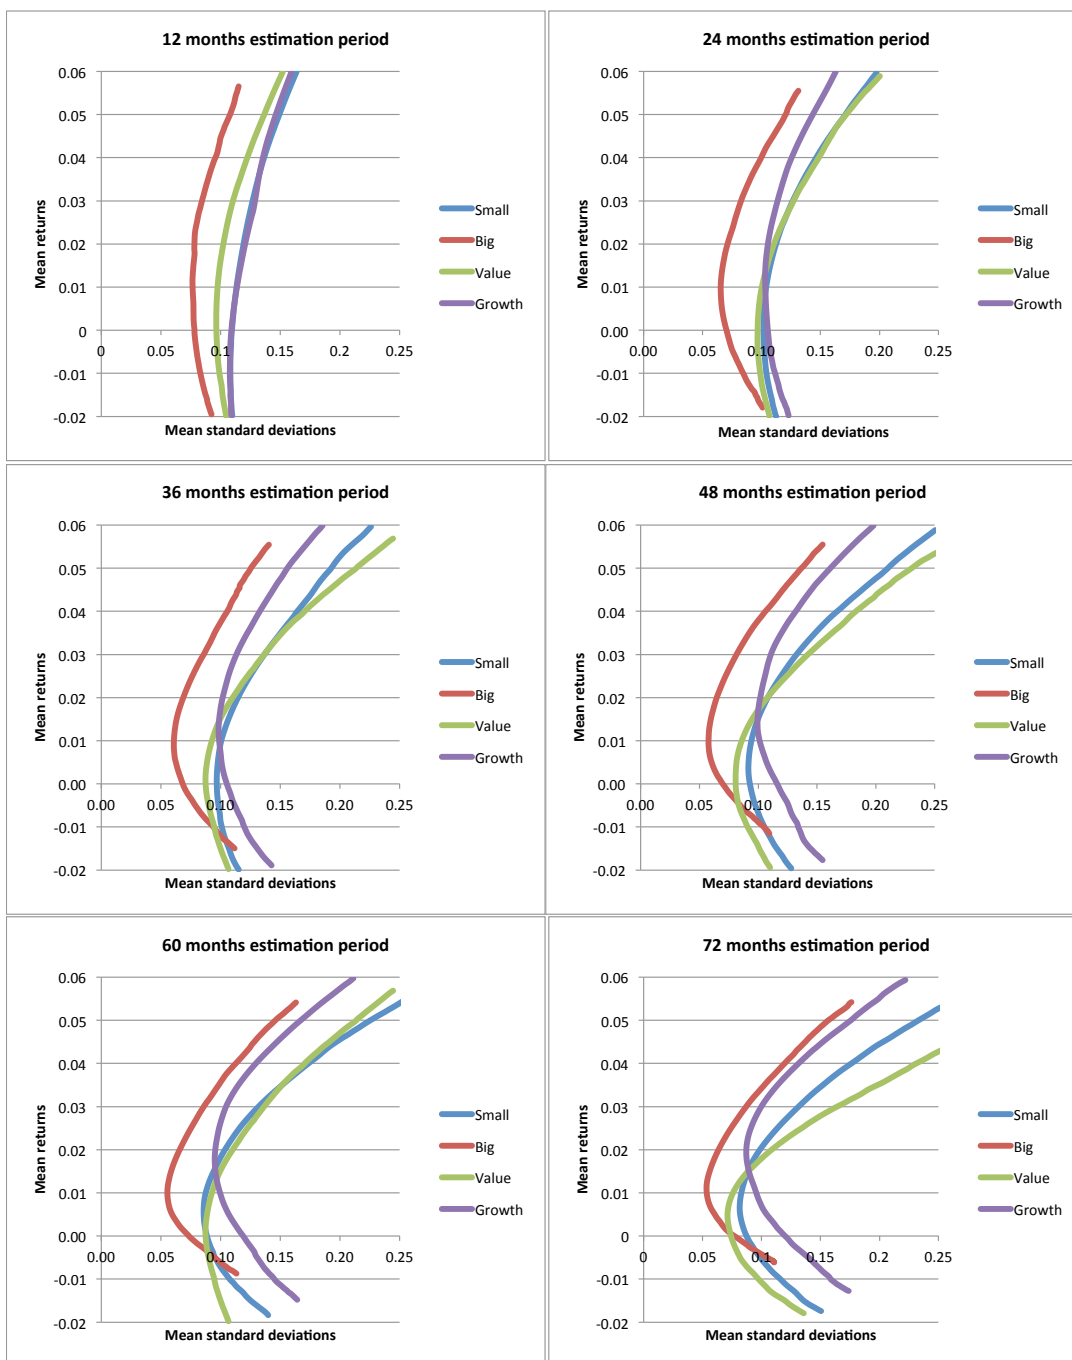 12 months estimation period
0.06
0.05
0.04
0.03
0.02
0.01
0
-0.01
-0.02
0 0.05 0.1 0.15 0.2 0.25
Mean returns
Mean standard deviations
Small
Big
Value
Growth
24 months estimation period
0.06
0.05
0.04
0.03
0.02
0.01
0.00
-0.01
-0.02
0.00 0.05 0.10 0.15 0.20 0.25
Mean returns
Mean standard deviations
Small
Big
Value
Growth
36 months estimation period
0.06
0.05
0.04
0.03
0.02
0.01
0.00
-0.01
-0.02
0.00 0.05 0.10 0.15 0.20 0.25
Mean returns
Mean standard deviations
Small
Big
Value
Growth
48 months estimation period
0.06
0.05
0.04
0.03
0.02
0.01
0.00
-0.01
-0.02
0.00 0.05 0.10 0.15 0.20 0.25
Mean returns
Mean standard deviations
Small
Big
Value
Growth
60 months estimation period
0.06
0.05
0.04
0.03
0.02
0.01
0.00
-0.01
-0.02
0.00 0.05 0.10 0.15 0.20 0.25
Mean returns
Mean standard deviations
Small
Big
Value
Growth
72 months estimation period
0.06
0.05
0.04
0.03
0.02
0.01
0
-0.01
-0.02
0 0.05 0.1 0.15 0.2 0.25
Mean returns
Mean standard deviations
Small
Big
Value
Growth